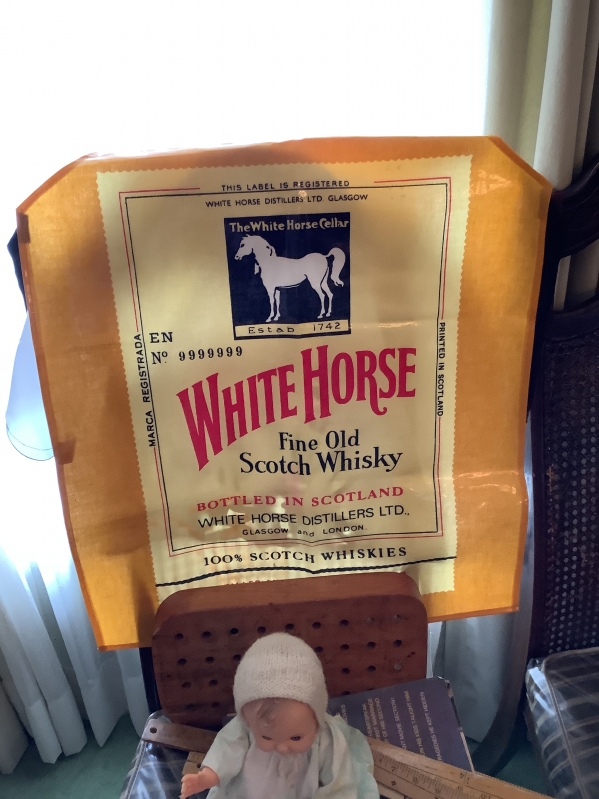 THIS LABEL IS REGISTERED
WHITE HORSE DISTILLERS LTD. GLASGOW
The White Horse Cellar
Estab 1742
EN
Nº 9999999
MARCA REGISTRADA
PRINTED IN SCOTLAND
WHITE HORSE
Fine Old
Scotch Whisky
BOTTLED IN SCOTLAND
WHITE HORSE DISTILLERS LTD.,
GLASGOW and LONDON.
100% SCOTCH WHISKIES